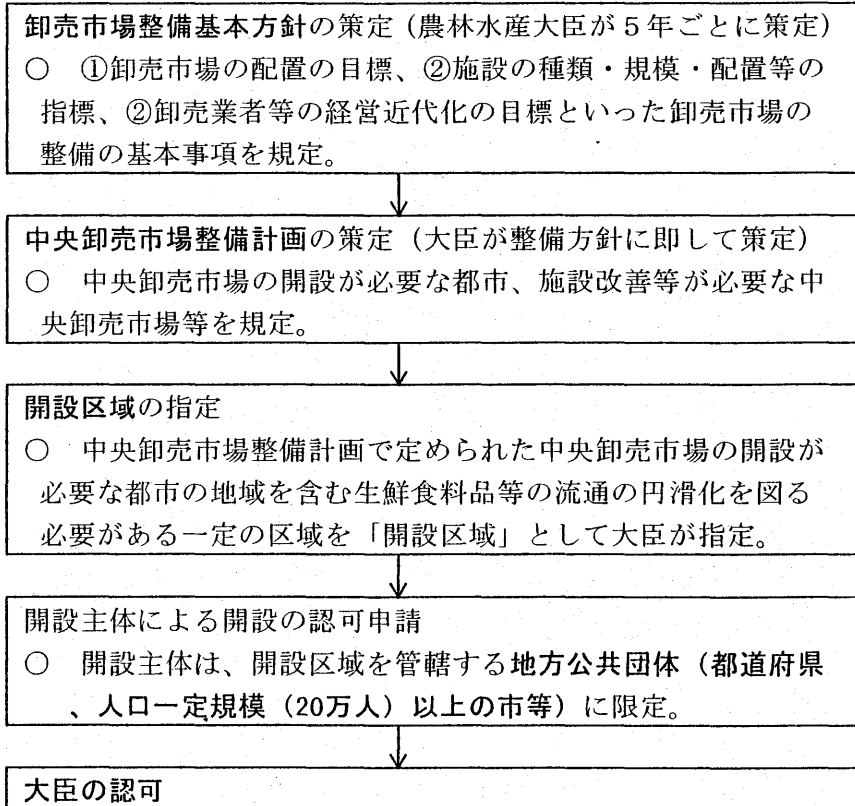 卸売市場整備基本方針の策定(農林水産大臣が5年ごとに策定)
○ ①卸売市場の配置の目標、②施設の種類・規模・配置等の
指標、②卸売業者等の経営近代化の目標といった卸売市場の
整備の基本事項を規定。
中央卸売市場整備計画の策定(大臣が整備方針に即して策定)
○ 中央卸売市場の開設が必要な都市、施設改善等が必要な中
央卸売市場等を規定。
開設区域の指定
○ 中央卸売市場整備計画で定められた中央卸売市場の開設が
必要な都市の地域を含む生鮮食料品等の流通の円滑化を図る
必要がある一定の区域を「開設区域」として大臣が指定。
開設主体による開設の認可申請
○ 開設主体は、開設区域を管轄する地方公共団体(都道府県
、人口一定規模(20万人)以上の市等)に限定。
大臣の認可